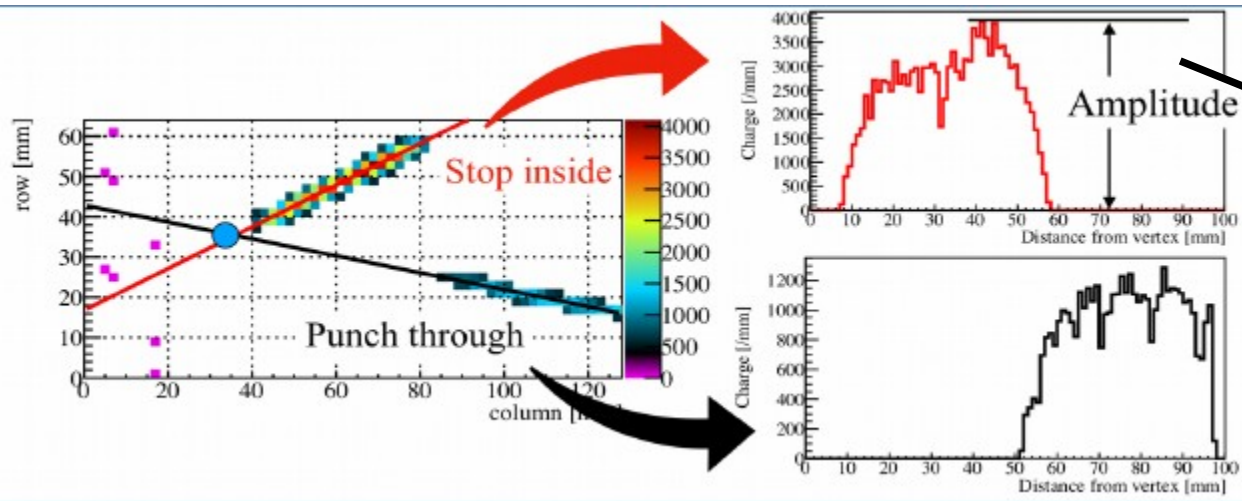 row [mm]
60
50
40
30
20
10
0
0 20 40 60 80 100 120
column [
Stop inside
Punch through
4000
3500
3000
2500
2000
1500
1000
500
0
Charge [/mm]
4000
3500
3000
2500
2000
1500
1000
500
0
Amplitude
0 10 20 30 40 50 60 70 80 90 100
Distance from vertex [mm]
Charge [/mm]
1200
1000
800
600
400
200
0
0 10 20 30 40 50 60 70 80 90 100
Distance from vertex [mm]